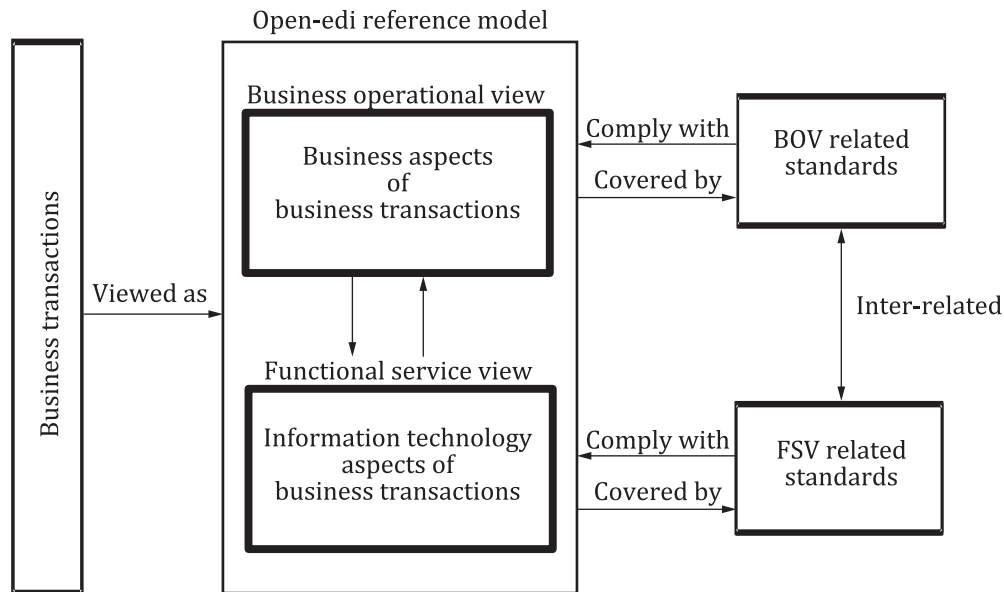 Open-edi reference model
Business transactions
Viewed as
Business operational view
Business aspects
of
business transactions
Functional service view
Information technology
aspects of
business transactions
Comply with
Covered by
BOV related
standards
Inter-related
Comply with
Covered by
FSV related
standards